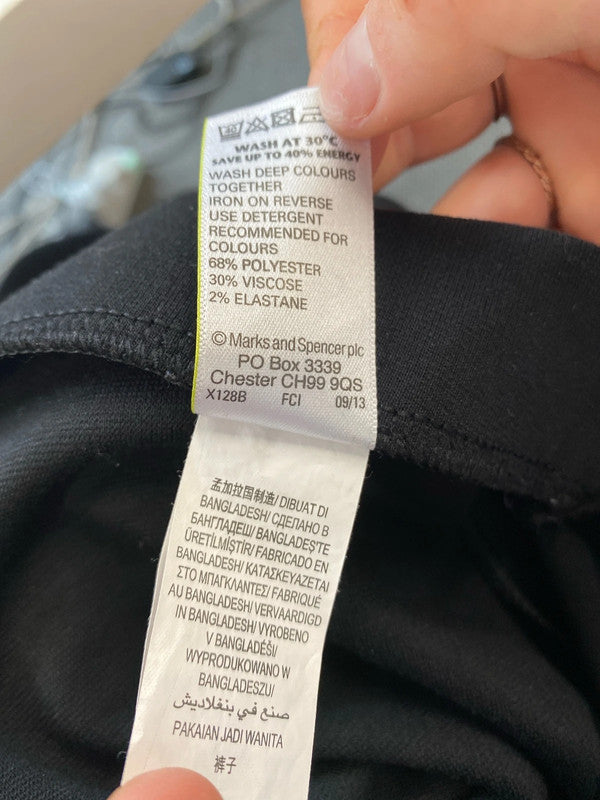 WASH AT 30°C
SAVE UP TO 40% ENERGY
WASH DEEP COLOURS
TOGETHER
IRON ON REVERSE
USE DETERGENT
RECOMMENDED FOR
COLOURS
68% POLYESTER
30% VISCOSE
2% ELASTANE
© Marks and Spencer plc
PO Box 3339
Chester CH99 9QS
X128B FCI 09/13
孟加拉国制造/ DIBUAT DI
BANGLADESH/ СДЕЛАНО В
БАНГЛАДЕШ/ BANGLADEŞ'TE
ÜRETİLMİŞTİR/ FABRICADO EN
BANGLADESH/ ΚΑΤΑΣΚΕΥΑΖΕΤΑΙ
ΣΤΟ ΜΠΑΓΚΛΑΝΤΕΣ/ FABRIQUÉ
AU BANGLADESH/ VERVAARDIGD
IN BANGLADESH/ VYROBENO
V BANGLADÉŠI/
WYPRODUKOWANO W
BANGLADESZU/
صنع في بنغلاديش
PAKAIAN JADI WANITA
裤子